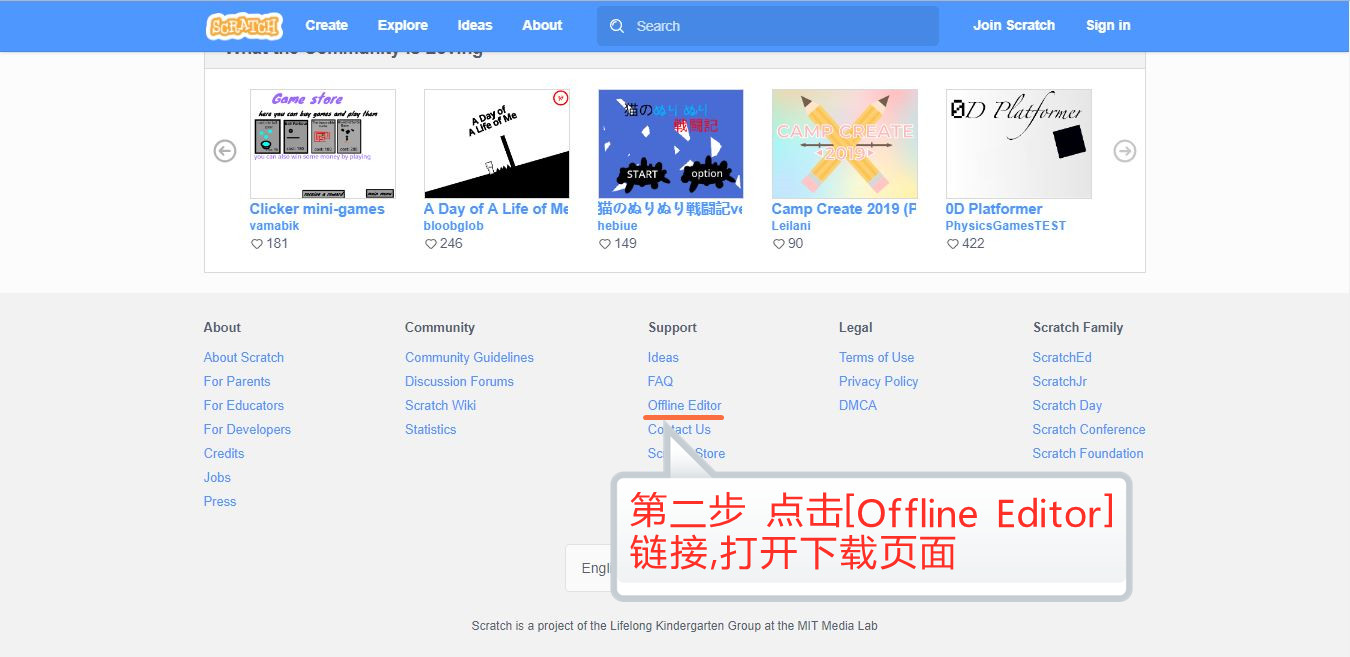 SCRATCH Create Explore Ideas About Search Join Scratch Sign in
What the Community is Loving
Game store
here you can buy games and play them
you can also win some money by playing
A Day of
A Life of Me
猫のぬりぬり
戦闘記
START option
CAMP CREATE
2019
0D Platformer
Clicker mini-games A Day of A Life of Me 猫のぬりぬり戦闘記ve Camp Create 2019 (P 0D Platformer
vamabik bloobglob hebiue Leilani PhysicsGamesTEST
181 246 149 90 422
About Community Support Legal Scratch Family
About Scratch Community Guidelines Ideas Terms of Use ScratchEd
For Parents Discussion Forums FAQ Privacy Policy ScratchJr
For Educators Scratch Wiki Offline Editor DMCA Scratch Day
For Developers Statistics Contact Us Scratch Conference
Credits Store Scratch Foundation
Jobs
Press
第二步 点击[Offline Editor]
链接,打开下载页面
Engl
Scratch is a project of the Lifelong Kindergarten Group at the MIT Media Lab